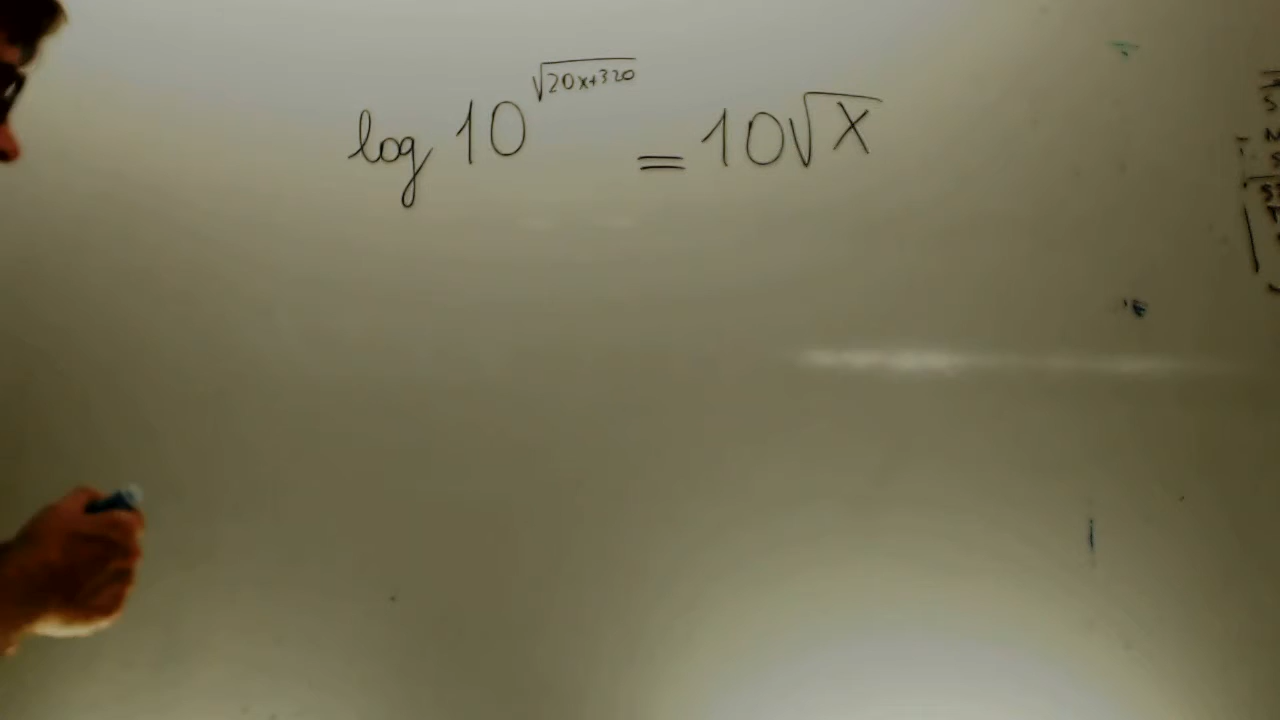 log 10^√(20x+320) = 10√x